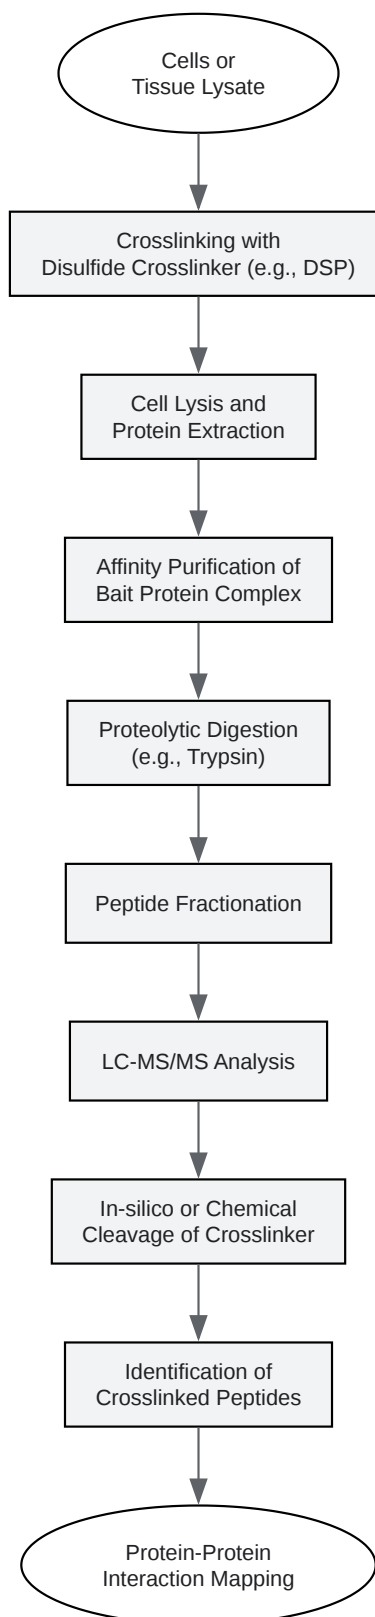 Cells or
Tissue Lysate
Crosslinking with
Disulfide Crosslinker (e.g., DSP)
Cell Lysis and
Protein Extraction
Affinity Purification of
Bait Protein Complex
Proteolytic Digestion
(e.g., Trypsin)
Peptide Fractionation
LC-MS/MS Analysis
In-silico or Chemical
Cleavage of Crosslinker
Identification of
Crosslinked Peptides
Protein-Protein
Interaction Mapping